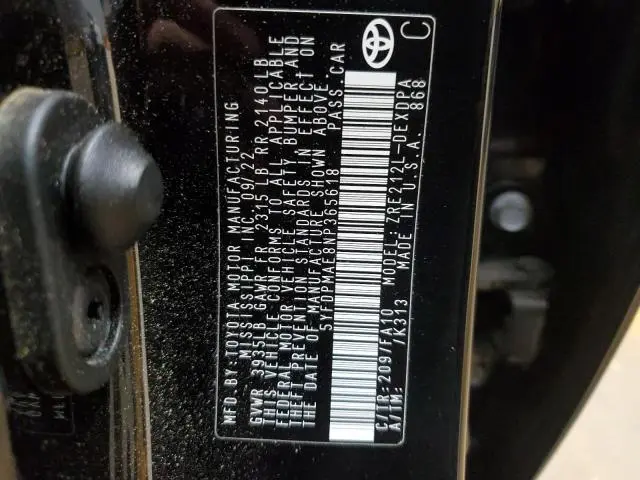 MFD. BY: TOYOTA MOTOR MANUFACTURING
MISSISSIPPI INC. 09/22
GVWR 3935LB GAWR FR 2315 LB RR 2140LB
THIS VEHICLE CONFORMS TO ALL APPLICABLE
FEDERAL MOTOR VEHICLE SAFETY, BUMPER AND
THEFT PREVENTION STANDARDS IN EFFECT ON
THE DATE OF MANUFACTURE SHOWN ABOVE.
5YFDPMAE8NP365618 PASS. CAR
C/TR: 209/FA10 MODEL: ZRE212L-DEXDPA
A/TM: /K313 MADE IN U.S.A. 868
C